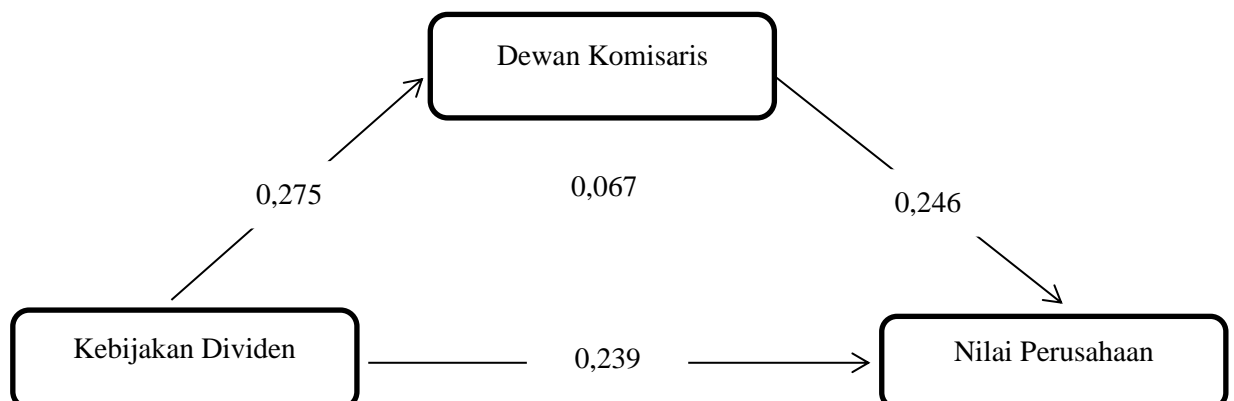 Dewan Komisaris
0,275
0,067
0,246
Kebijakan Dividen
0,239
Nilai Perusahaan